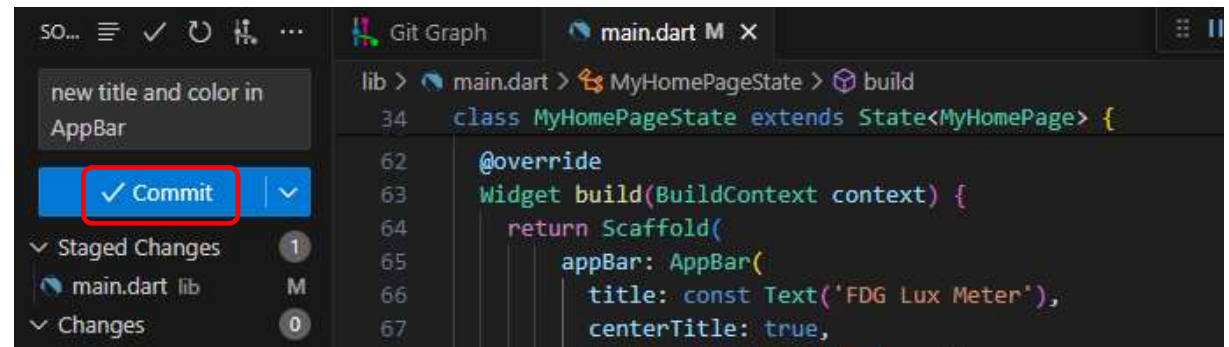 SO...
new title and color in
AppBar
Commit
Staged Changes 1
main.dart lib M
Changes 0
Git Graph
main.dart M
lib > main.dart > MyHomePageState > build
34 class MyHomePageState extends State<MyHomePage> {
62 @override
63 Widget build(BuildContext context) {
64 return Scaffold(
65 appBar: AppBar(
66 title: const Text('FDG Lux Meter'),
67 centerTitle: true,